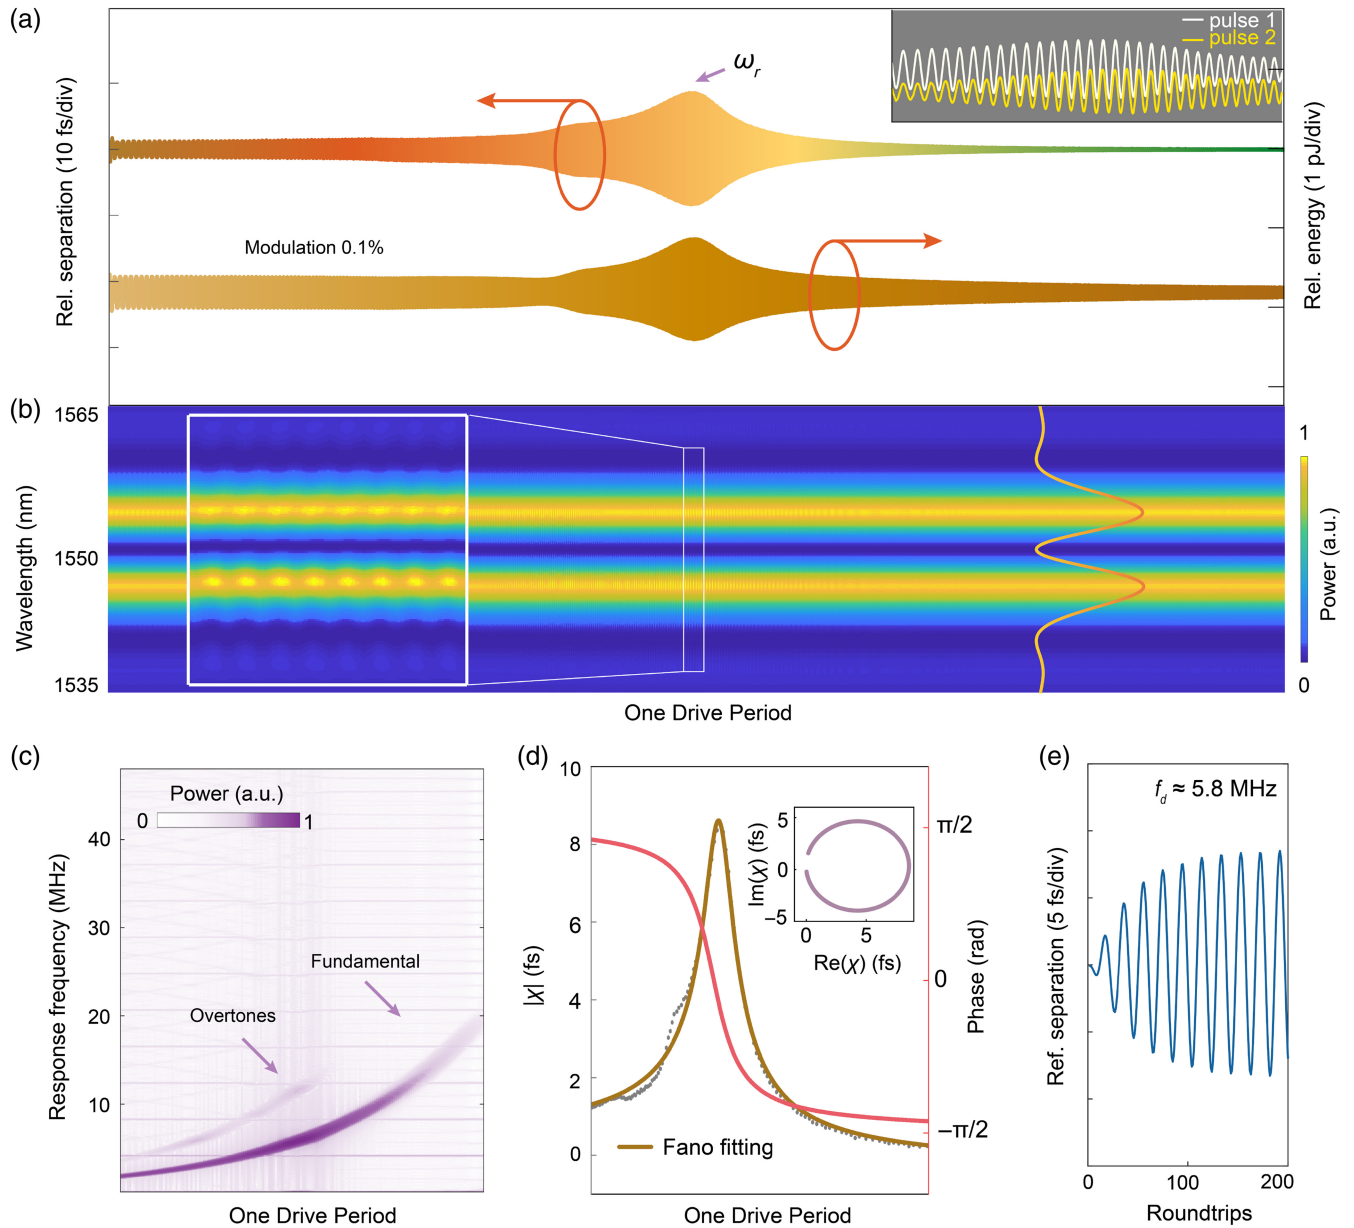 (a)
Rel. separation (10 fs/div)
ω_r
pulse 1
pulse 2
Modulation 0.1%
Rel. energy (1 pJ/div)
(b)
1565
1550
1535
Wavelength (nm)
1
0
Power (a.u.)
One Drive Period
(c)
Power (a.u.)
0 1
40
30
20
10
Response frequency (MHz)
Fundamental
Overtones
One Drive Period
(d)
10
8
6
4
2
0
|χ| (fs)
5
0
−5
Im(χ) (fs)
0 5
Re(χ) (fs)
π/2
0
−π/2
Phase (rad)
Fano fitting
One Drive Period
(e)
f_d ≈ 5.8 MHz
Ref. separation (5 fs/div)
0 100 200
Roundtrips